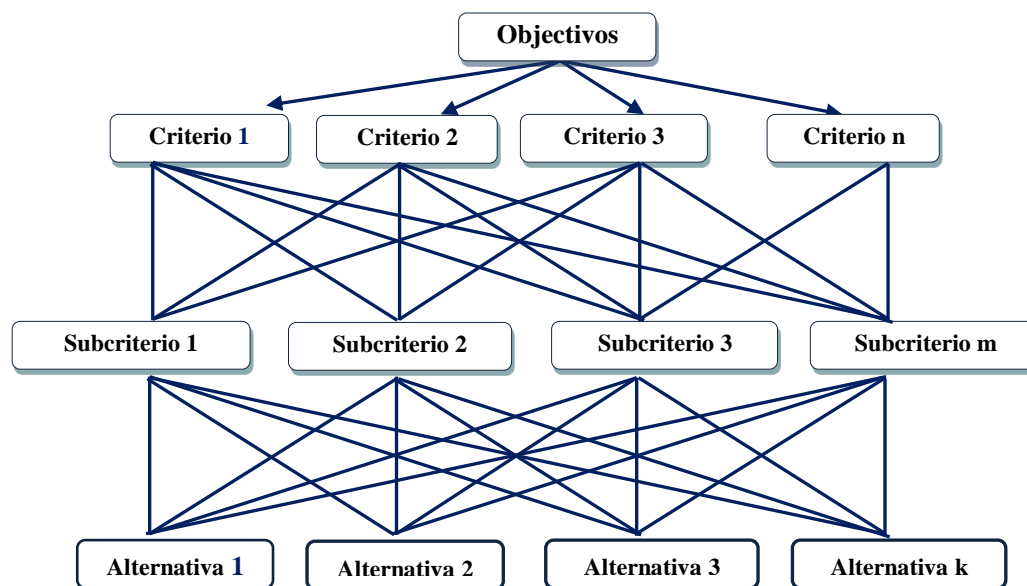 Objectivos
Criterio 1
Criterio 2
Criterio 3
Criterio n
Subcriterio 1
Subcriterio 2
Subcriterio 3
Subcriterio m
Alternativa 1
Alternativa 2
Alternativa 3
Alternativa k